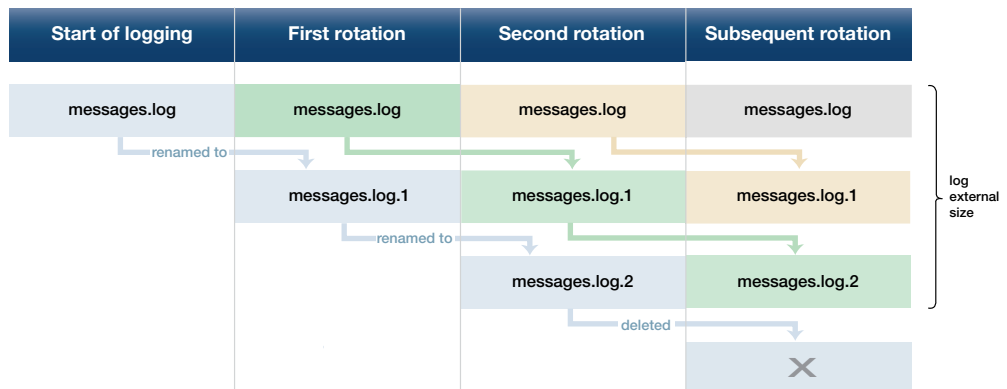 Start of logging
First rotation
Second rotation
Subsequent rotation
messages.log
messages.log
messages.log
messages.log
renamed to
messages.log.1
messages.log.1
messages.log.1
log
external
size
renamed to
messages.log.2
messages.log.2
deleted
X